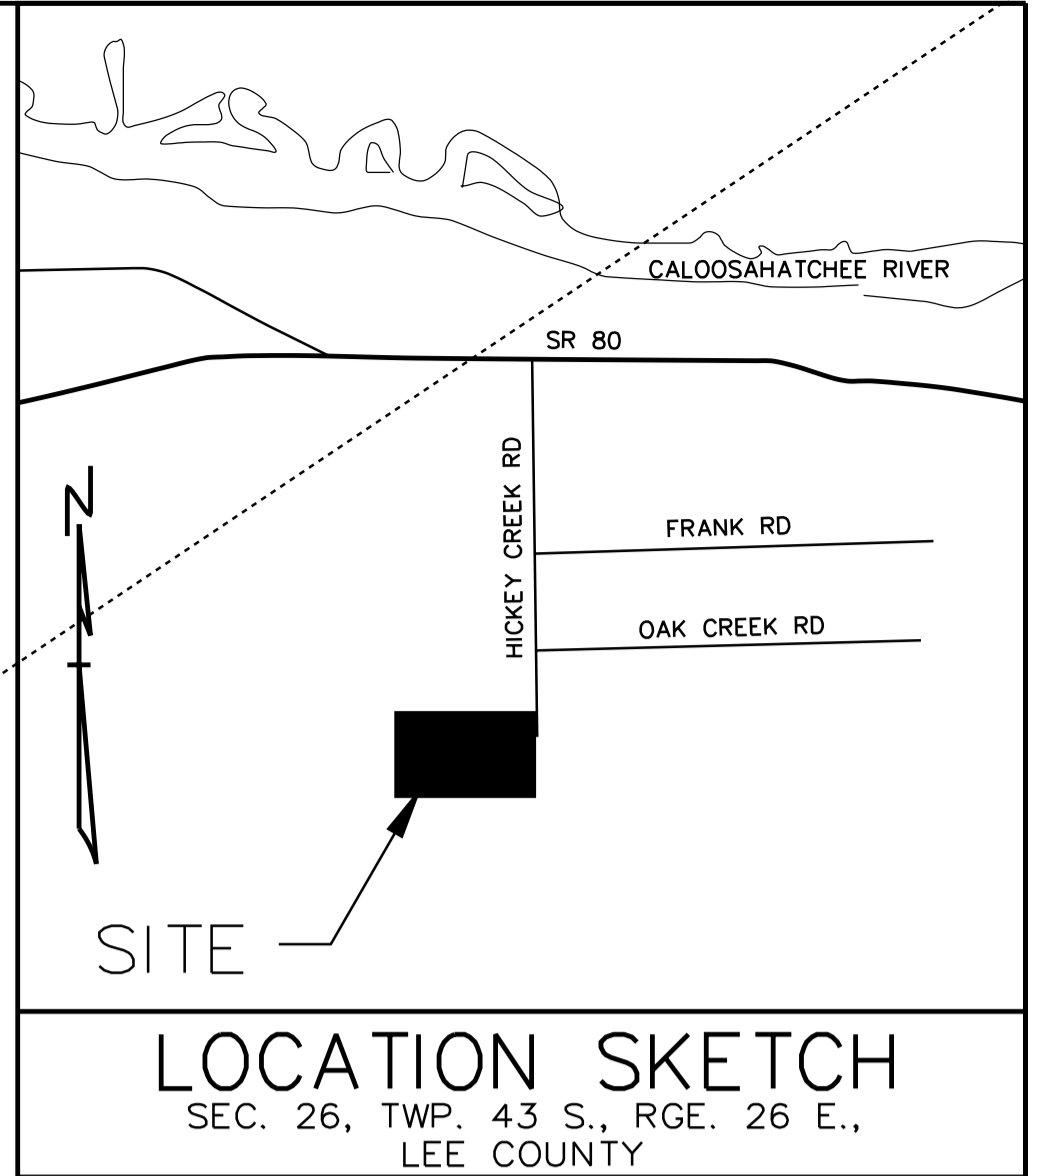 CALOOSAHATCHEE RIVER
SR 80
HICKEY CREEK RD
FRANK RD
OAK CREEK RD
N
SITE
LOCATION SKETCH
SEC. 26, TWP. 43 S., RGE. 26 E.,
LEE COUNTY